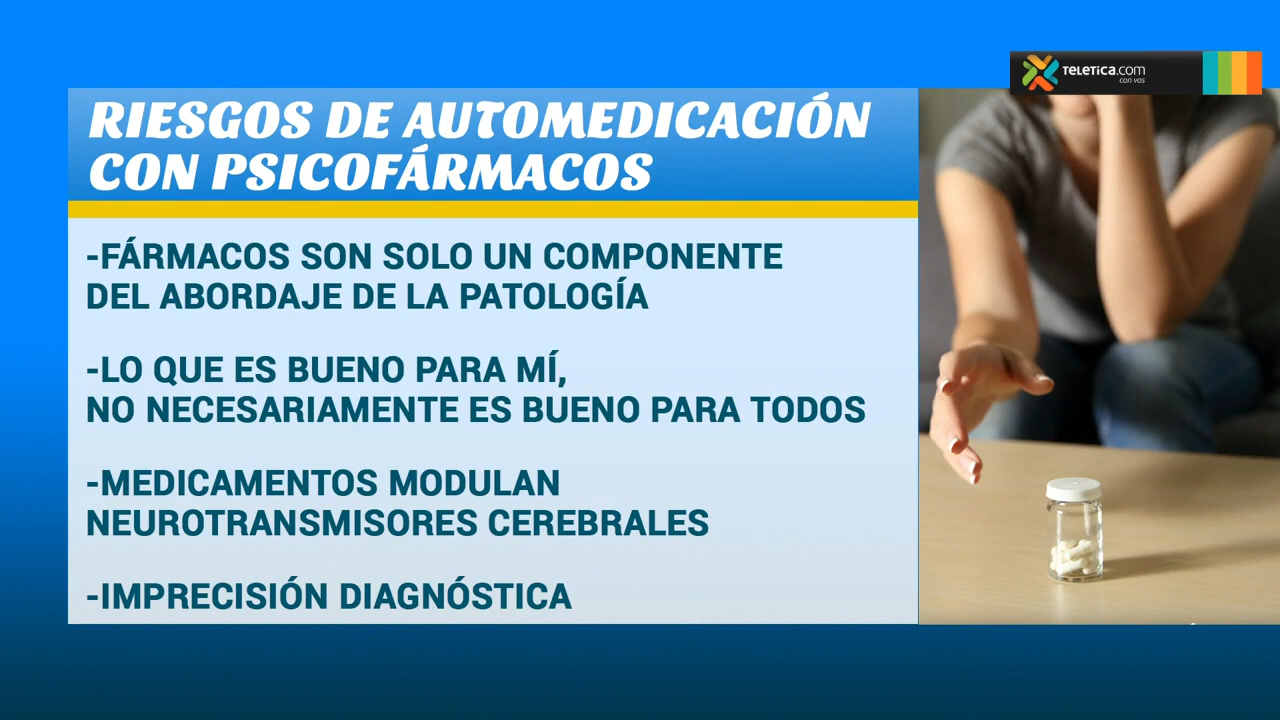 TELETICA.COM
con vos
RIESGOS DE AUTOMEDICACIÓN
CON PSICOFÁRMACOS
-FÁRMACOS SON SOLO UN COMPONENTE
DEL ABORDAJE DE LA PATOLOGÍA
-LO QUE ES BUENO PARA MÍ,
NO NECESARIAMENTE ES BUENO PARA TODOS
-MEDICAMENTOS MODULAN
NEUROTRANSMISORES CEREBRALES
-IMPRECISIÓN DIAGNÓSTICA